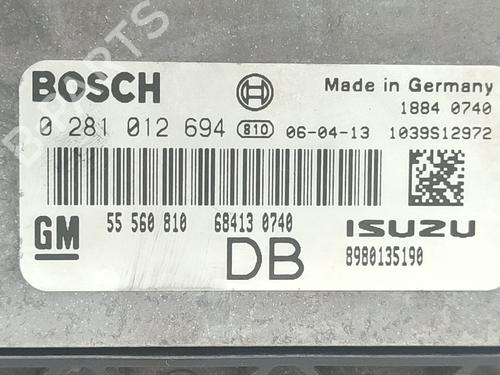 BOSCH
Made in Germany
1884 0740
0 281 012 694 810 06-04-13 1039S12972
55 560 810 68413 0740
GM
DB
ISUZU
8980135190
B-PARTS